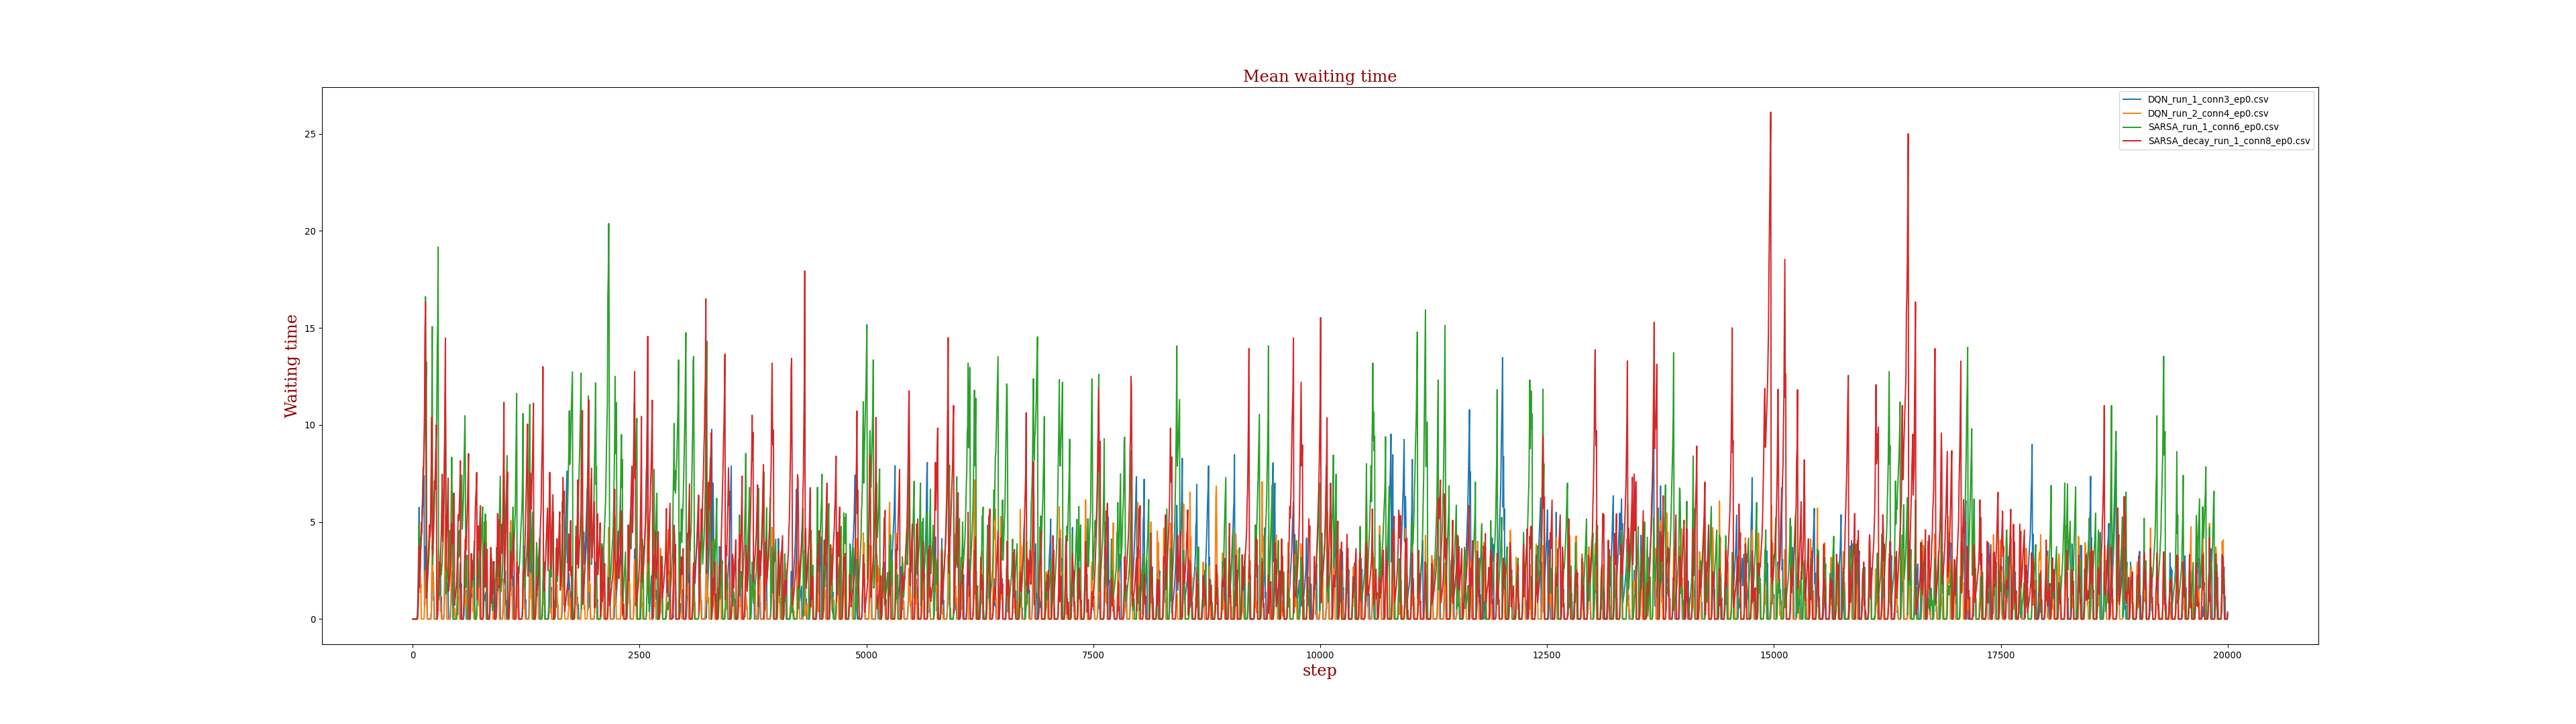 Mean waiting time
DQN_run_1_conn3_ep0.csv
DQN_run_2_conn4_ep0.csv
SARSA_run_1_conn6_ep0.csv
SARSA_decay_run_1_conn8_ep0.csv
Waiting time
25
20
15
10
5
0
0 2500 5000 7500 10000 12500 15000 17500 20000
step